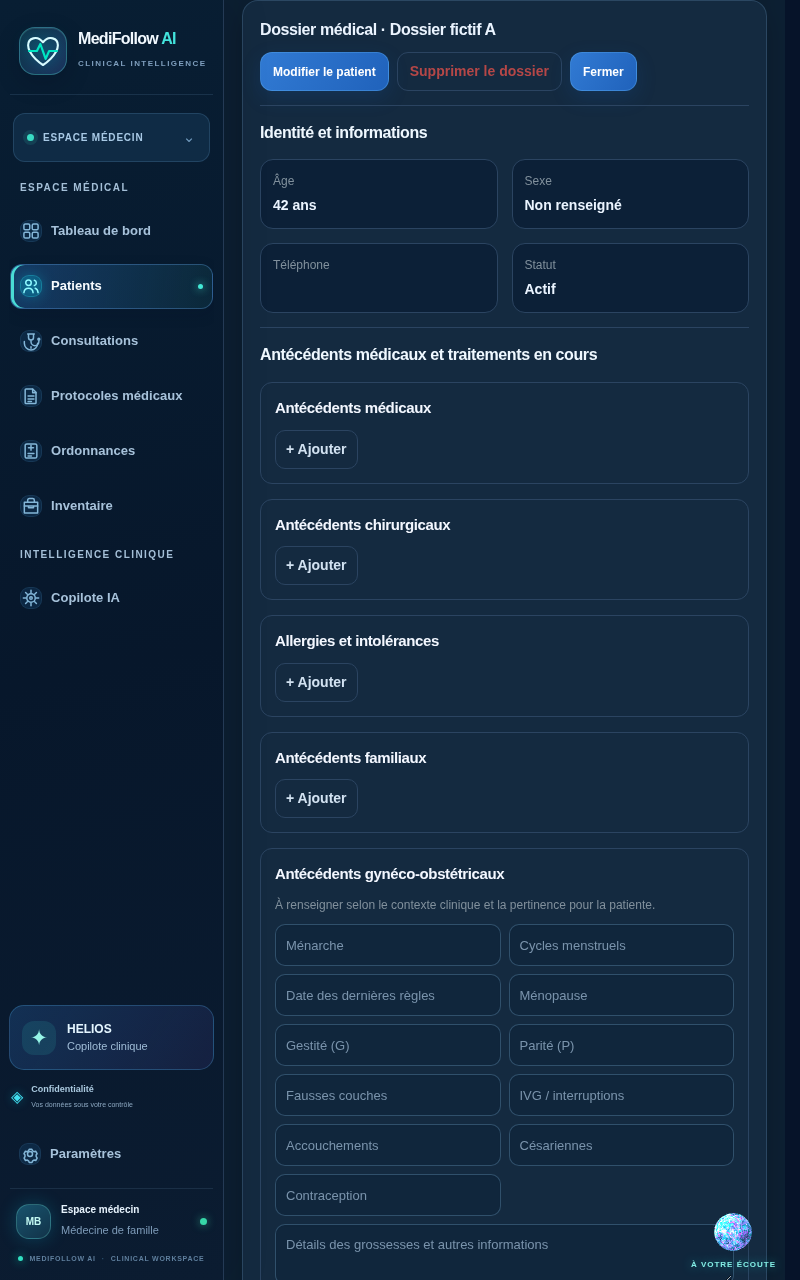 MediFollow AI
CLINICAL INTELLIGENCE
ESPACE MÉDECIN
ESPACE MÉDICAL
Tableau de bord
Patients
Consultations
Protocoles médicaux
Ordonnances
Inventaire
INTELLIGENCE CLINIQUE
Copilote IA
HELIOS
Copilote clinique
Confidentialité
Vos données sous votre contrôle
Paramètres
MB
Espace médecin
Médecine de famille
MEDIFOLLOW AI · CLINICAL WORKSPACE
Dossier médical · Dossier fictif A
Modifier le patient
Supprimer le dossier
Fermer
Identité et informations
Âge
42 ans
Sexe
Non renseigné
Téléphone
Statut
Actif
Antécédents médicaux et traitements en cours
Antécédents médicaux
+ Ajouter
Antécédents chirurgicaux
+ Ajouter
Allergies et intolérances
+ Ajouter
Antécédents familiaux
+ Ajouter
Antécédents gynéco-obstétricaux
À renseigner selon le contexte clinique et la pertinence pour la patiente.
Ménarche
Cycles menstruels
Date des dernières règles
Ménopause
Gestité (G)
Parité (P)
Fausses couches
IVG / interruptions
Accouchements
Césariennes
Contraception
Détails des grossesses et autres informations
À VOTRE ÉCOUTE